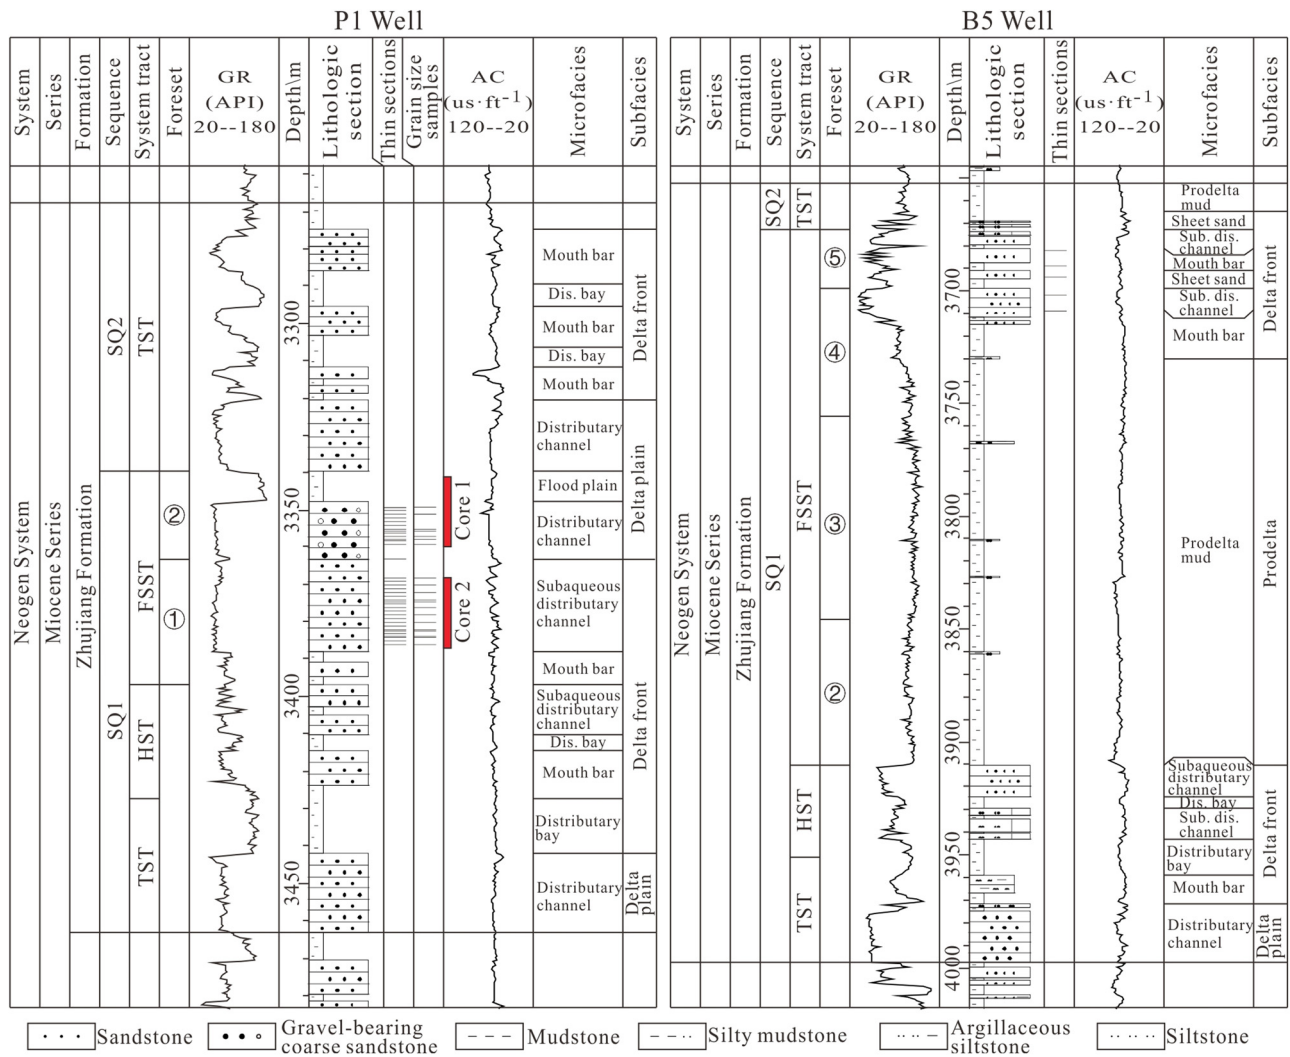 P1 Well
B5 Well
System
Series
Formation
Sequence
System tract
Foreset
GR
(API)
20--180
Depth\m
Lithologic
section
Thin sections
Grain size
samples
AC
(us·ft⁻¹)
120--20
Microfacies
Subfacies
Neogen System
Miocene Series
Zhujiang Formation
SQ2
SQ1
TST
FSST
HST
TST
②
①
3300
3350
3400
3450
Core 1
Core 2
Mouth bar
Dis. bay
Mouth bar
Dis. bay
Mouth bar
Distributary
channel
Flood plain
Distributary
channel
Subaqueous
distributary
channel
Mouth bar
Subaqueous
distributary
channel
Dis. bay
Mouth bar
Distributary
bay
Distributary
channel
Delta front
Delta plain
Delta front
Delta
plain
System
Series
Formation
Sequence
System tract
Foreset
GR
(API)
20--180
Depth\m
Lithologic
section
Thin sections
AC
(us·ft⁻¹)
120--20
Microfacies
Subfacies
Neogen System
Miocene Series
Zhujiang Formation
SQ2
SQ1
TST
FSST
HST
TST
⑤
④
③
②
3700
3750
3800
3850
3900
3950
4000
Prodelta
mud
Sheet sand
Sub. dis.
channel
Mouth bar
Sheet sand
Sub. dis.
channel
Mouth bar
Prodelta
mud
Subaqueous
distributary
channel
Dis. bay
Sub. dis.
channel
Distributary
bay
Mouth bar
Distributary
channel
Delta front
Prodelta
Delta front
Delta
plain
Sandstone
Gravel-bearing
coarse sandstone
Mudstone
Silty mudstone
Argillaceous
siltstone
Siltstone